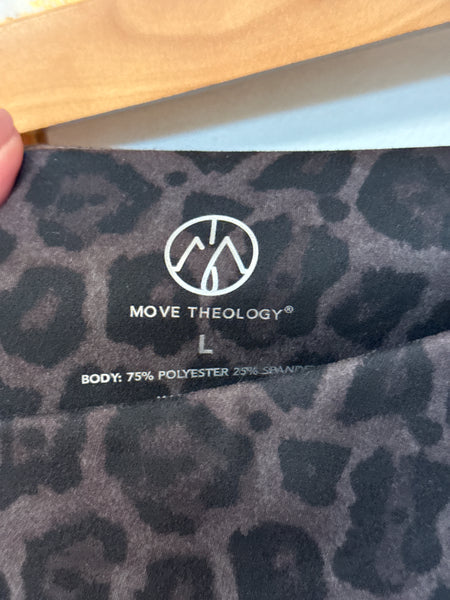 MOVE THEOLOGY®
L
BODY: 75% POLYESTER 25%